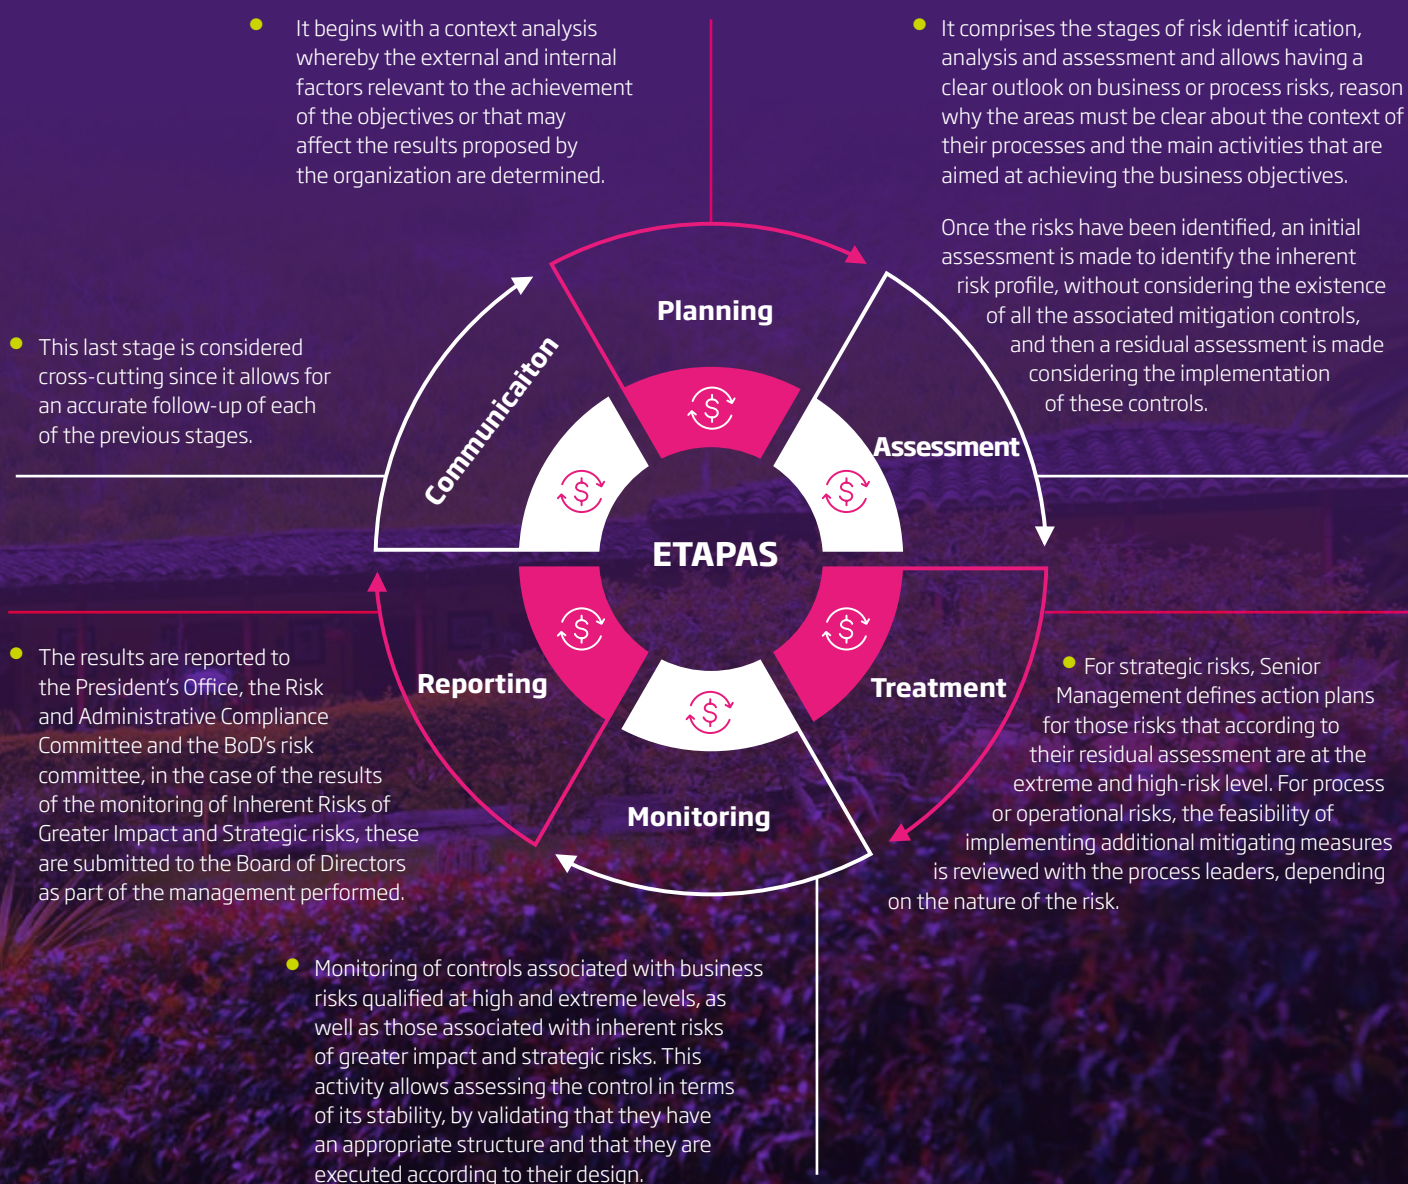 It begins with a context analysis
whereby the external and internal
factors relevant to the achievement
of the objectives or that may
affect the results proposed by
the organization are determined.
It comprises the stages of risk identif ication,
analysis and assessment and allows having a
clear outlook on business or process risks, reason
why the areas must be clear about the context of
their processes and the main activities that are
aimed at achieving the business objectives.
Once the risks have been identified, an initial
assessment is made to identify the inherent
risk profile, without considering the existence
of all the associated mitigation controls,
and then a residual assessment is made
considering the implementation
of these controls.
Planning
Assessment
Communicaiton
This last stage is considered
cross-cutting since it allows for
an accurate follow-up of each
of the previous stages.
ETAPAS
Reporting
Treatment
Monitoring
The results are reported to
the President’s Office, the Risk
and Administrative Compliance
Committee and the BoD’s risk
committee, in the case of the results
of the monitoring of Inherent Risks of
Greater Impact and Strategic risks, these
are submitted to the Board of Directors
as part of the management performed.
For strategic risks, Senior
Management defines action plans
for those risks that according to
their residual assessment are at the
extreme and high-risk level. For process
or operational risks, the feasibility of
implementing additional mitigating measures
is reviewed with the process leaders, depending
on the nature of the risk.
Monitoring of controls associated with business
risks qualified at high and extreme levels, as
well as those associated with inherent risks
of greater impact and strategic risks. This
activity allows assessing the control in terms
of its stability, by validating that they have
an appropriate structure and that they are
executed according to their design.